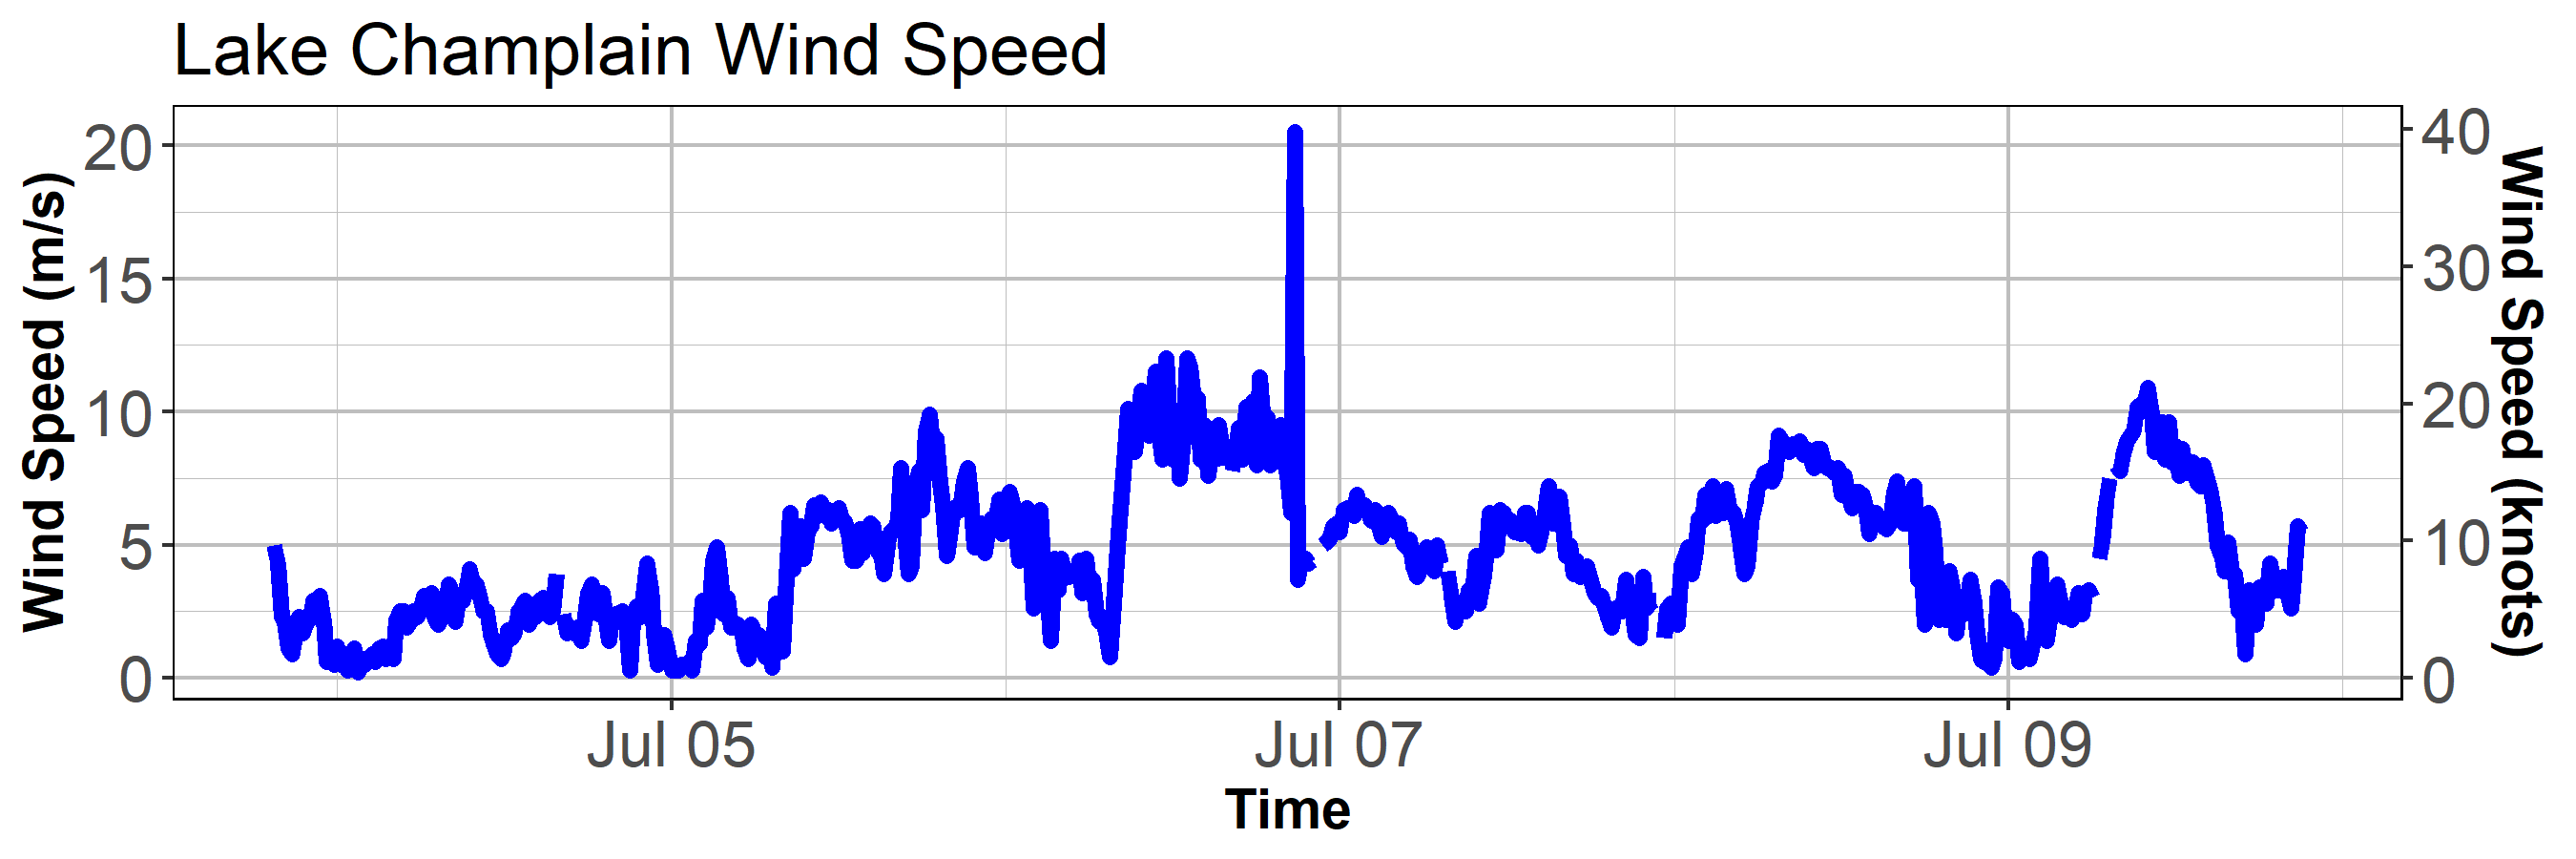 Lake Champlain Wind Speed
Wind Speed (m/s)
20
15
10
5
0
40
30
20
10
0
Wind Speed (knots)
Jul 05
Jul 07
Jul 09
Time